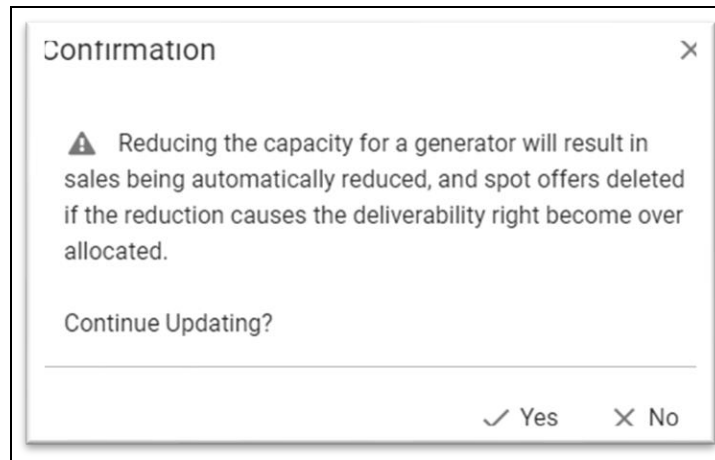 Confirmation
Reducing the capacity for a generator will result in
sales being automatically reduced, and spot offers deleted
if the reduction causes the deliverability right become over
allocated.
Continue Updating?
Yes No